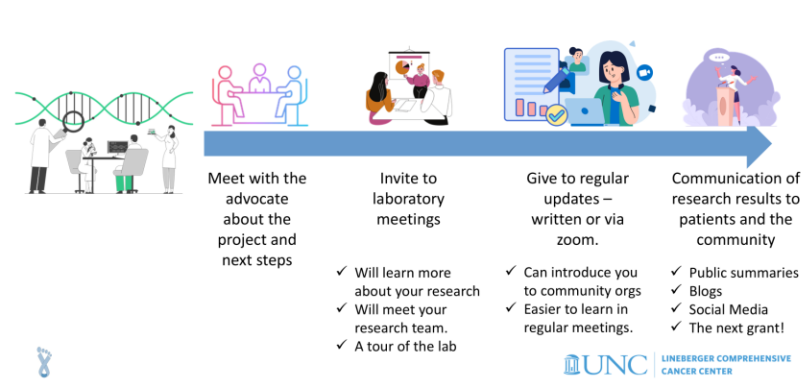 Meet with the
advocate
about the
project and
next steps
Invite to
laboratory
meetings
✓ Will learn more
about your research
✓ Will meet your
research team.
✓ A tour of the lab
Give to regular
updates –
written or via
zoom.
✓ Can introduce you
to community orgs
✓ Easier to learn in
regular meetings.
Communication of
research results to
patients and the
community
✓ Public summaries
✓ Blogs
✓ Social Media
✓ The next grant!
UNC
LINEBERGER COMPREHENSIVE
CANCER CENTER